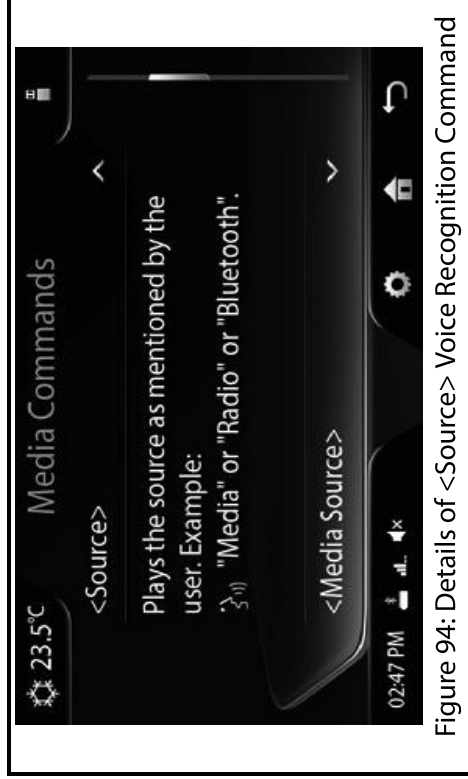 23.5°C
Media Commands
<Source>
Plays the source as mentioned by the
user. Example:
"Media" or "Radio" or "Bluetooth".
<Media Source>
02:47 PM
Figure 94: Details of <Source> Voice Recognition Command